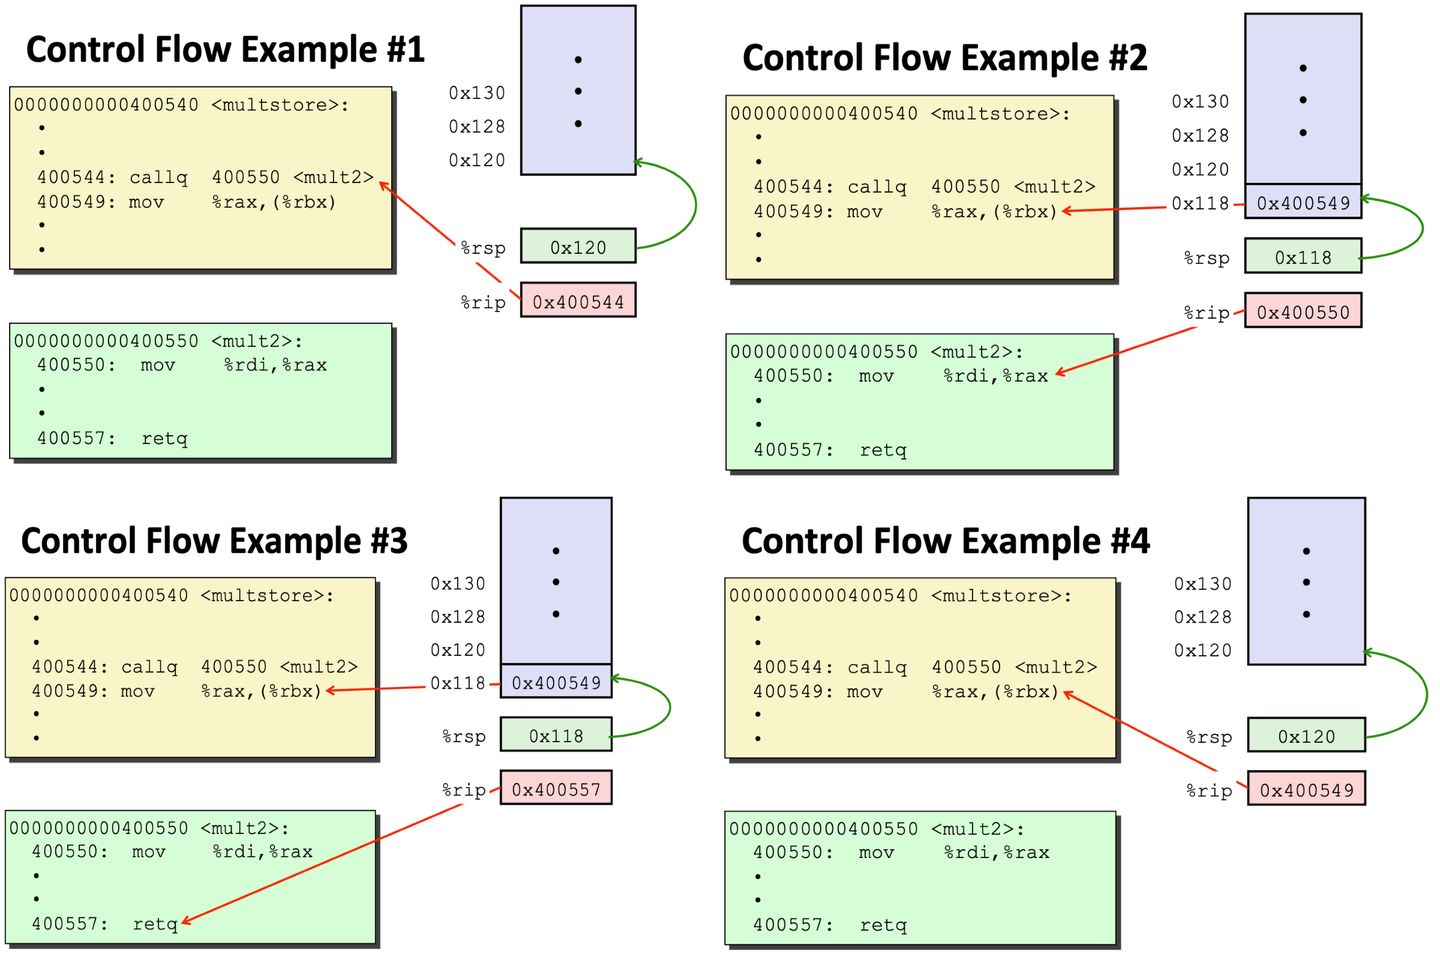 Control Flow Example #1
0000000000400540 <multstore>:
•
•
400544: callq 400550 <mult2>
400549: mov %rax,(%rbx)
•
•
0000000000400550 <mult2>:
400550: mov %rdi,%rax
•
•
400557: retq
0x130
0x128
0x120
%rsp 0x120
%rip 0x400544
Control Flow Example #2
0000000000400540 <multstore>:
•
•
400544: callq 400550 <mult2>
400549: mov %rax,(%rbx)
•
•
0000000000400550 <mult2>:
400550: mov %rdi,%rax
•
•
400557: retq
0x130
0x128
0x120
0x118 0x400549
%rsp 0x118
%rip 0x400550
Control Flow Example #3
0000000000400540 <multstore>:
•
•
400544: callq 400550 <mult2>
400549: mov %rax,(%rbx)
•
•
0000000000400550 <mult2>:
400550: mov %rdi,%rax
•
•
400557: retq
0x130
0x128
0x120
0x118 0x400549
%rsp 0x118
%rip 0x400557
Control Flow Example #4
0000000000400540 <multstore>:
•
•
400544: callq 400550 <mult2>
400549: mov %rax,(%rbx)
•
•
0000000000400550 <mult2>:
400550: mov %rdi,%rax
•
•
400557: retq
0x130
0x128
0x120
%rsp 0x120
%rip 0x400549